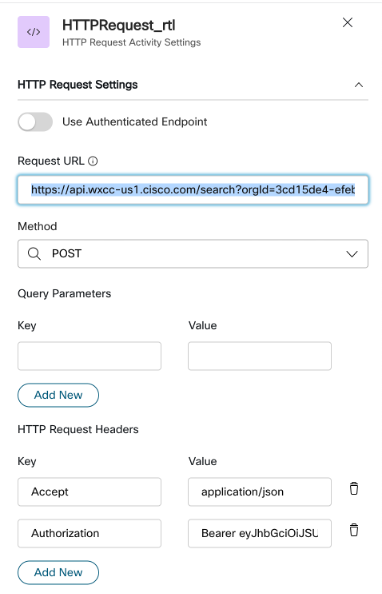 </>
HTTPRequest_rtl
HTTP Request Activity Settings
HTTP Request Settings
Use Authenticated Endpoint
Request URL
https://api.wxcc-us1.cisco.com/search?orgId=3cd15de4-efeb
Method
POST
Query Parameters
Key Value
Add New
HTTP Request Headers
Key Value
Accept application/json
Authorization Bearer eyJhbGciOiJSU
Add New